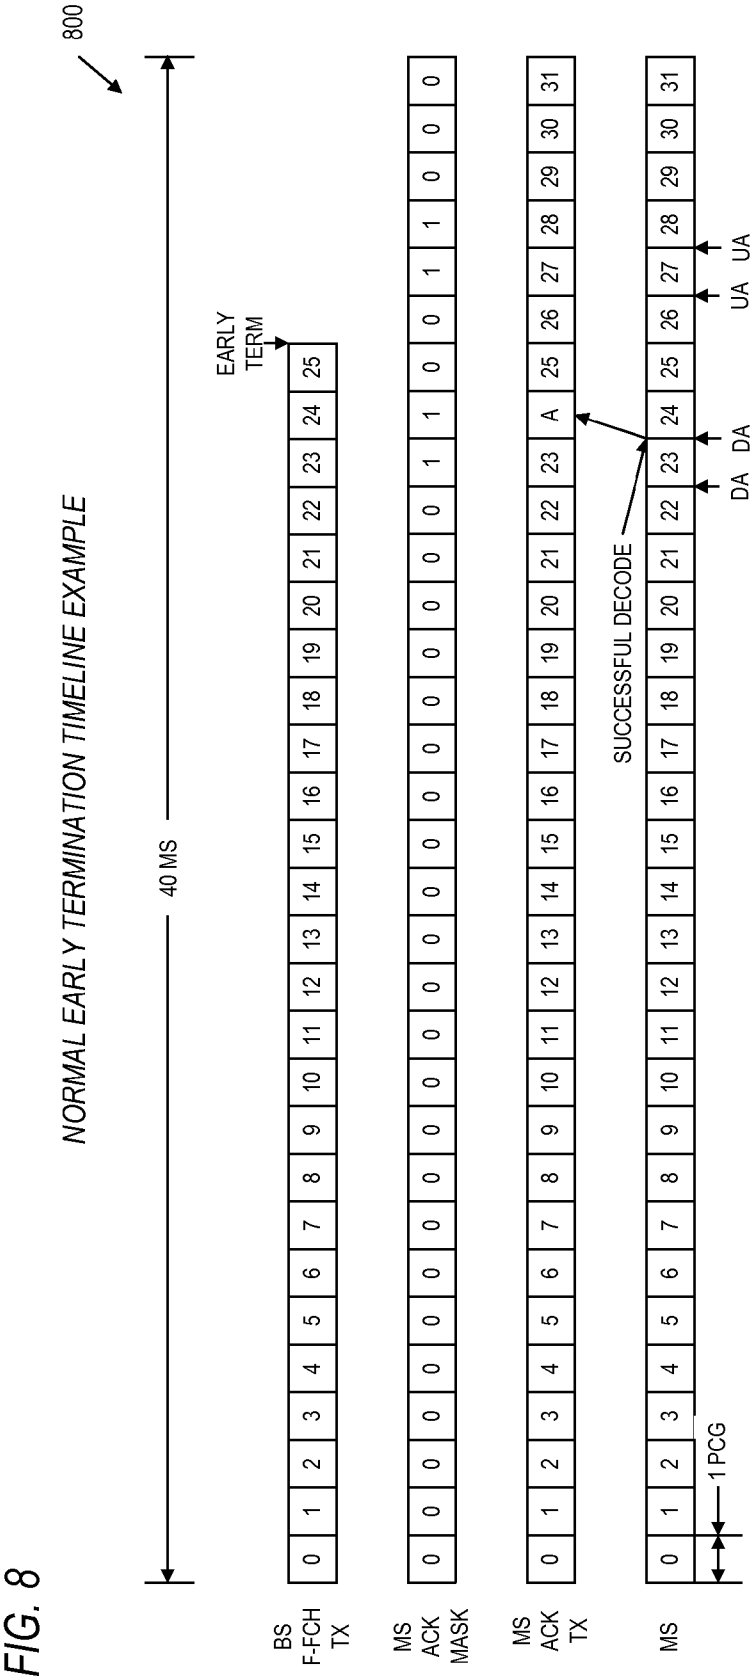 FIG. 8
NORMAL EARLY TERMINATION TIMELINE EXAMPLE
800
40 MS
EARLY
TERM
BS
F-FCH
TX
0 1 2 3 4 5 6 7 8 9 10 11 12 13 14 15 16 17 18 19 20 21 22 23 24 25
MS
ACK
MASK
0 0 0 0 0 0 0 0 0 0 0 0 0 0 0 0 0 0 0 0 0 0 0 1 1 0 0 1 1 0 0 0
MS
ACK
TX
0 1 2 3 4 5 6 7 8 9 10 11 12 13 14 15 16 17 18 19 20 21 22 23 A 25 26 27 28 29 30 31
SUCCESSFUL DECODE
MS
0 1 2 3 4 5 6 7 8 9 10 11 12 13 14 15 16 17 18 19 20 21 22 23 24 25 26 27 28 29 30 31
1 PCG
DA DA UA UA